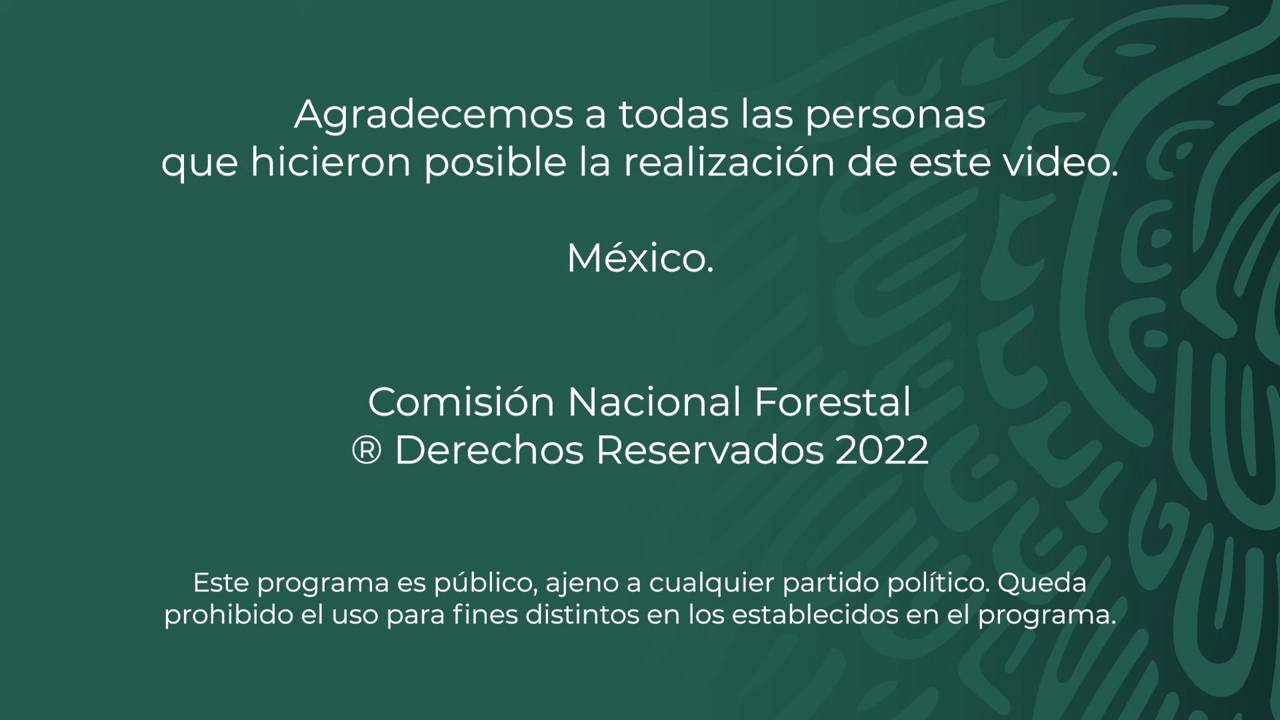 Agradecemos a todas las personas
que hicieron posible la realización de este video.
México.
Comisión Nacional Forestal
® Derechos Reservados 2022
Este programa es público, ajeno a cualquier partido político. Queda
prohibido el uso para fines distintos en los establecidos en el programa.